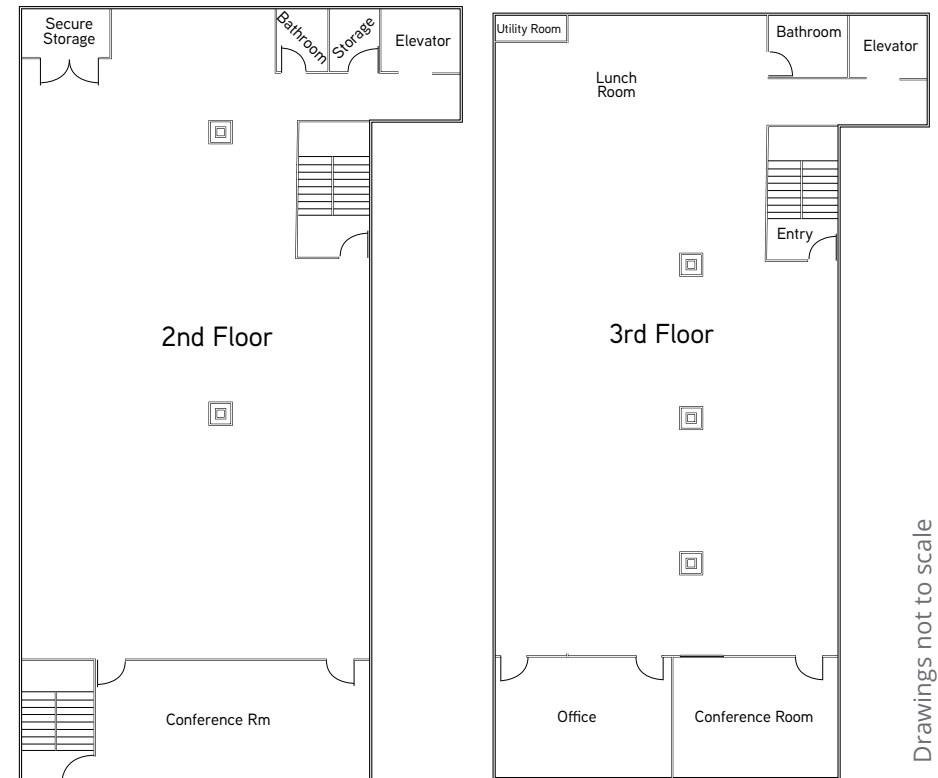 Secure
Storage
Bathroom
Storage
Elevator
2nd Floor
Conference Rm
Utility Room
Lunch
Room
Bathroom
Elevator
Entry
3rd Floor
Office
Conference Room
Drawings not to scale